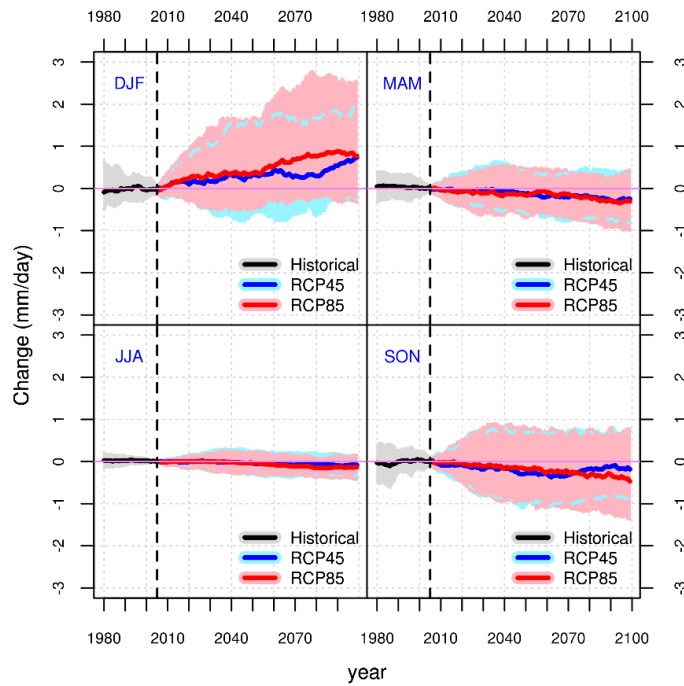 1980 2010 2040 2070 1980 2010 2040 2070 2100
3 DJF MAM 3
2 2
1 1
0 0
-1 -1
-2 Historical Historical -2
RCP45 RCP45
-3 RCP85 RCP85 -3
Change (mm/day)
3 JJA SON 3
2 2
1 1
0 0
-1 -1
-2 Historical Historical -2
RCP45 RCP45
-3 RCP85 RCP85 -3
1980 2010 2040 2070 1980 2010 2040 2070 2100
year